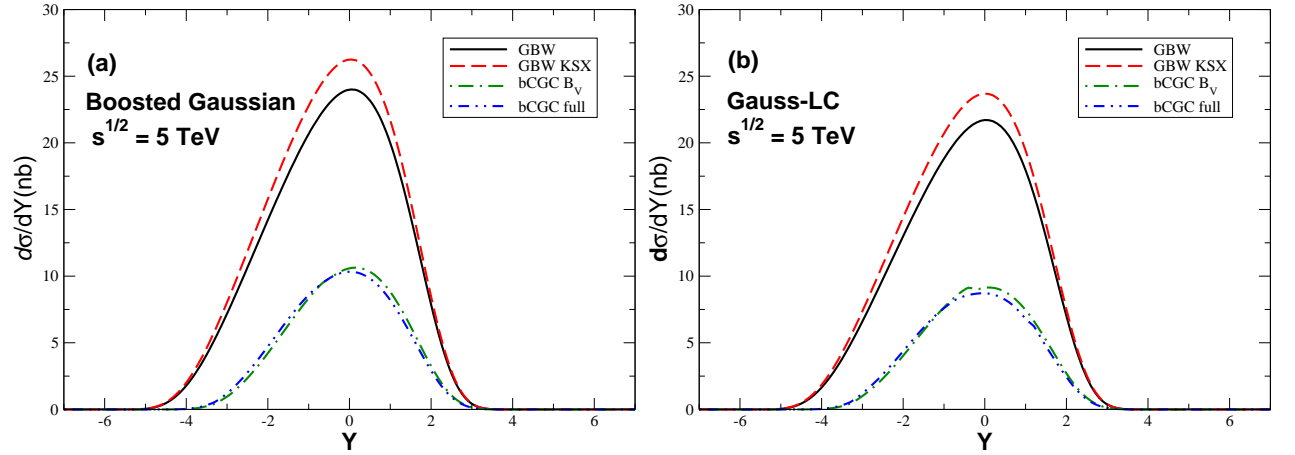 30
25
20
15
10
5
0
dσ/dY(nb)
(a)
Boosted Gaussian
s^1/2 = 5 TeV
GBW
GBW KSX
bCGC B_V
bCGC full
-6 -4 -2 0 2 4 6
Y
30
25
20
15
10
5
0
dσ/dY(nb)
(b)
Gauss-LC
s^1/2 = 5 TeV
GBW
GBW KSX
bCGC B_V
bCGC full
-6 -4 -2 0 2 4 6
Y